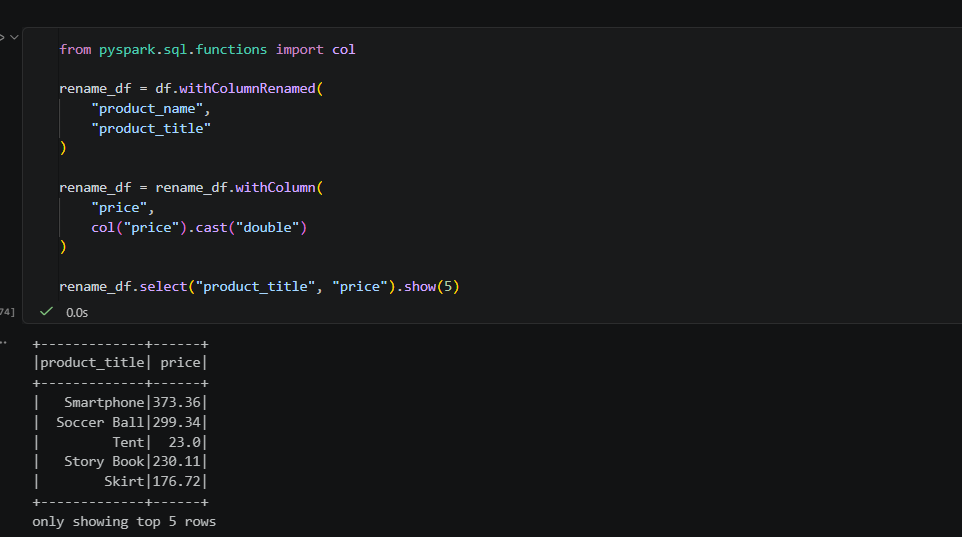 from pyspark.sql.functions import col
rename_df = df.withColumnRenamed(
    "product_name",
    "product_title"
)
rename_df = rename_df.withColumn(
    "price",
    col("price").cast("double")
)
rename_df.select("product_title", "price").show(5)
74]
0.0s
+-------------+------+
|product_title| price|
+-------------+------+
|   Smartphone|373.36|
|  Soccer Ball|299.34|
|         Tent|  23.0|
|   Story Book|230.11|
|        Skirt|176.72|
+-------------+------+
only showing top 5 rows